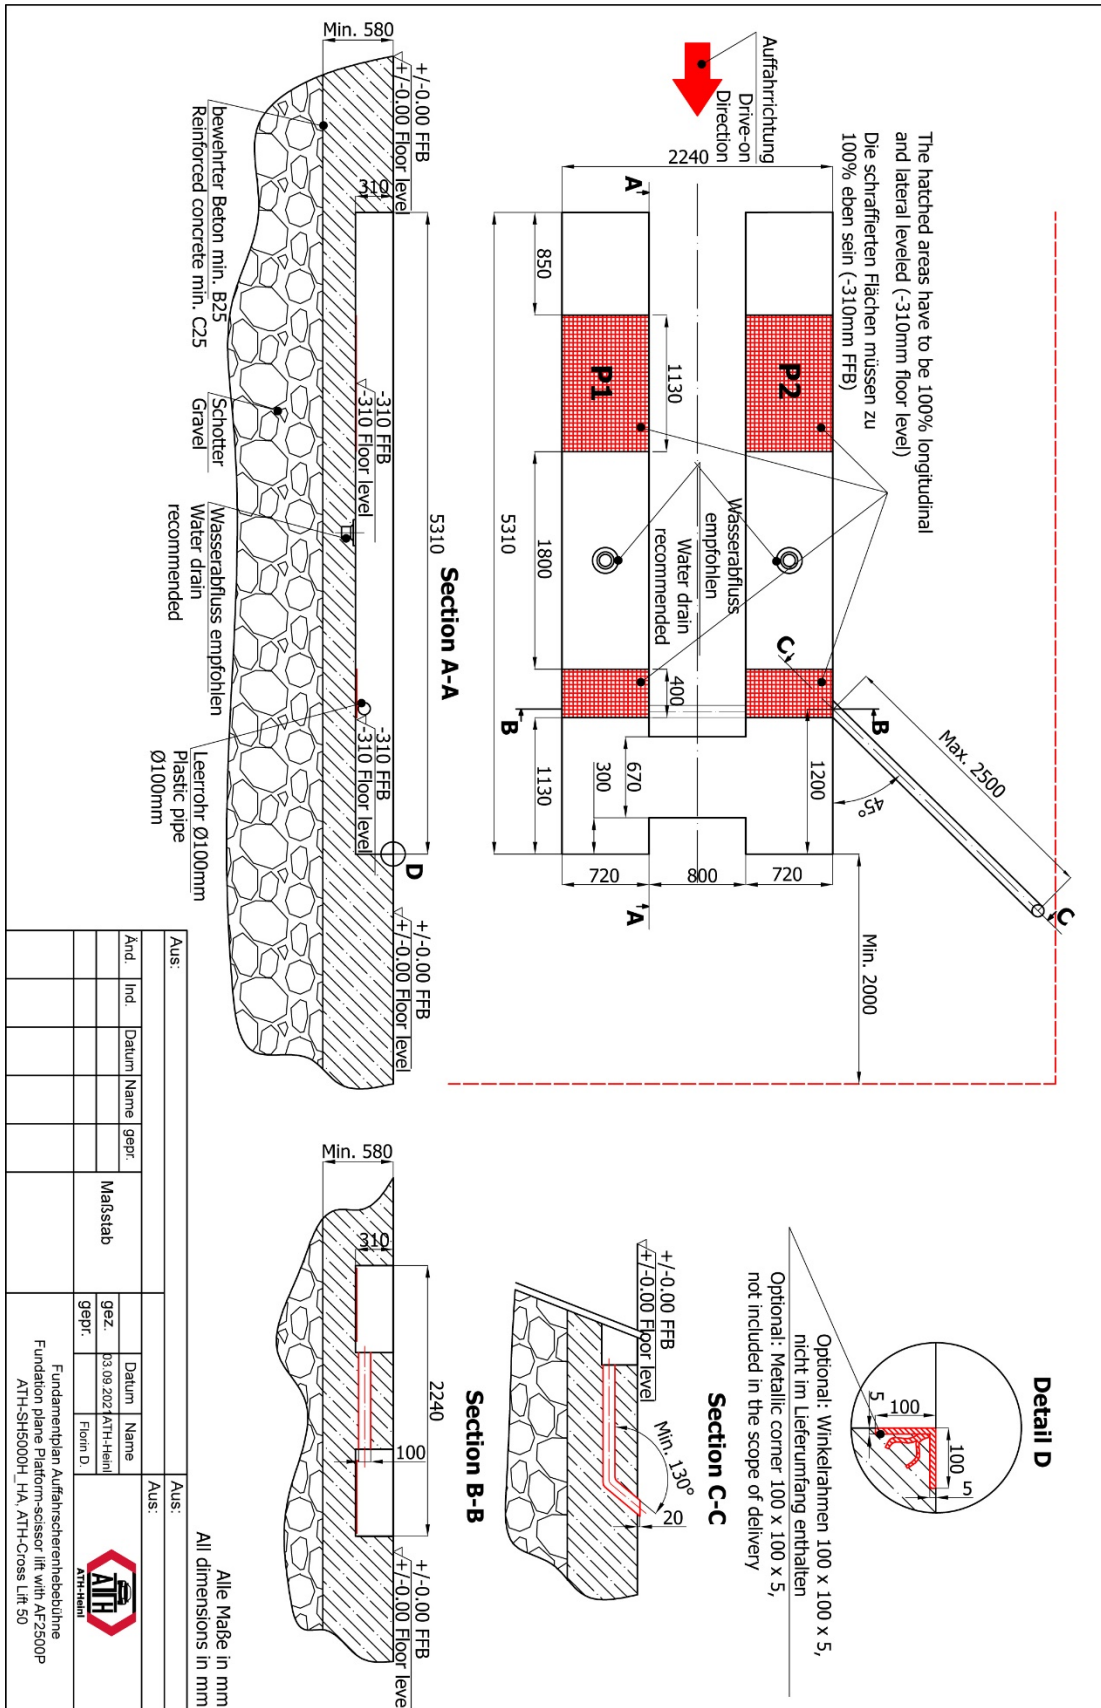 The hatched areas have to be 100% longitudinal
and lateral leveled (-310mm floor level)
Die schraffierten Flächen müssen zu
100% eben sein (-310mm FFB)
Auffahrrichtung
Drive-on
Direction
2240
A
A
850
1130
1800
400
1130
5310
P1
P2
Wasserabfluss
empfohlen
Water drain
recommended
670
300
1200
720
800
720
B
B
C
C
Max. 2500
45°
Min. 2000
Section A-A
5310
Min. 580
+/-0.00 FFB
+/-0.00 Floor level
310
-310 FFB
-310 Floor level
-310 FFB
-310 Floor level
D
+/-0.00 FFB
+/-0.00 Floor level
bewehrter Beton min. B25
Reinforced concrete min. C25
Schotter
Gravel
Wasserabfluss empfohlen
Water drain
recommended
Leerrohr Ø100mm
Plastic pipe
Ø100mm
Detail D
100
100
5
5
Optional: Winkelrahmen 100 x 100 x 5,
nicht im Lieferumfang enthalten
Optional: Metallic corner 100 x 100 x 5,
not included in the scope of delivery
Section C-C
+/-0.00 FFB
+/-0.00 Floor level
Min. 130°
20
Section B-B
Min. 580
310
2240
100
+/-0.00 FFB
+/-0.00 Floor level
Alle Maße in mm
All dimensions in mm
Aus:
Aus:
Aus:
Änd.
Ind.
Datum
Name
gepr.
Maßstab
Datum
Name
gez.
03.09.2021
ATH-Heinl
gepr.
Florin D.
ATH
ATH-Heinl
Fundamentplan Auffahrscherenhebebühne
Fundation plane Platform-scissor lift with AF2500P
ATH-SH5000H_HA, ATH-Cross Lift 50